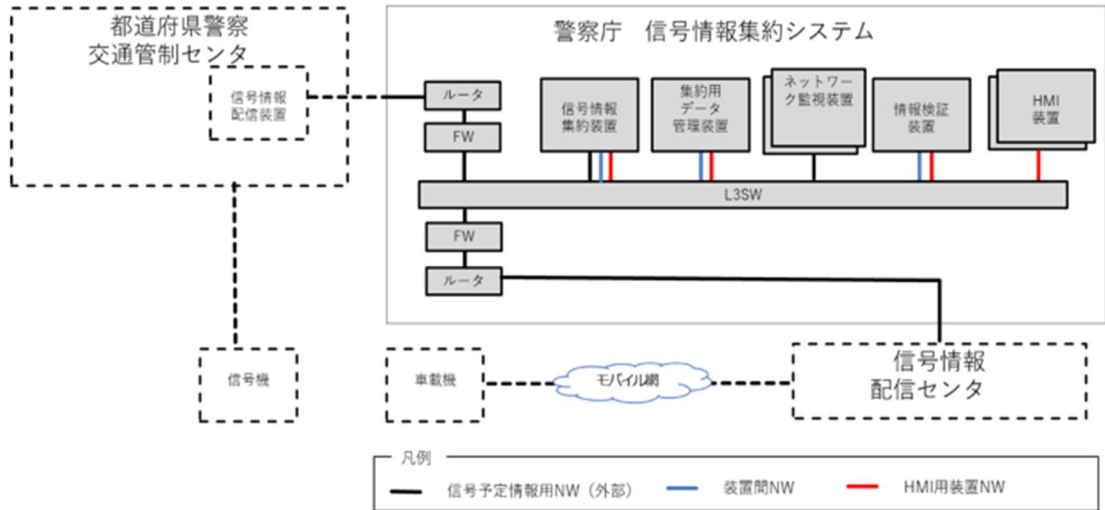 都道府県警察
交通管制センタ
信号情報
配信装置
警察庁 信号情報集約システム
ルータ
FW
信号情報
集約装置
集約用
データ
管理装置
ネットワー
ク監視装置
情報検証
装置
HMI
装置
L3SW
FW
ルータ
信号機
車載機
モバイル網
信号情報
配信センタ
凡例
信号予定情報用NW（外部）
装置間NW
HMI用装置NW